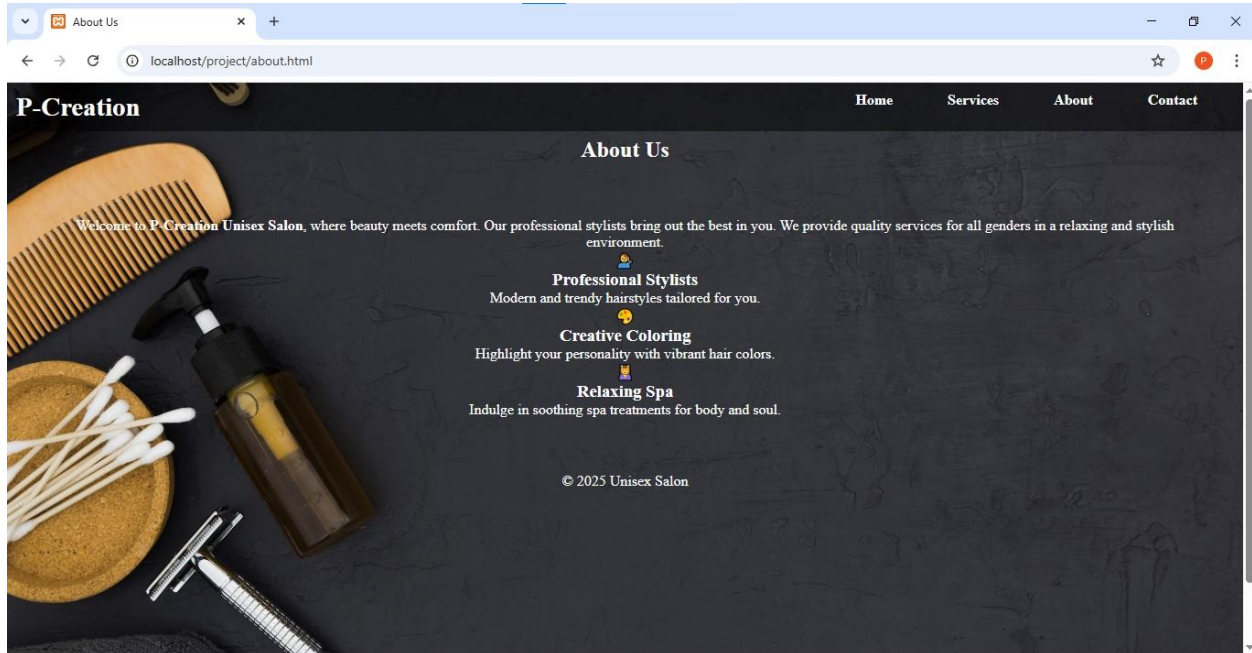 About Us
localhost/project/about.html
P
P-Creation
Home Services About Contact
About Us
Welcome to P-Creation Unisex Salon, where beauty meets comfort. Our professional stylists bring out the best in you. We provide quality services for all genders in a relaxing and stylish
environment.
Professional Stylists
Modern and trendy hairstyles tailored for you.
Creative Coloring
Highlight your personality with vibrant hair colors.
Relaxing Spa
Indulge in soothing spa treatments for body and soul.
© 2025 Unisex Salon